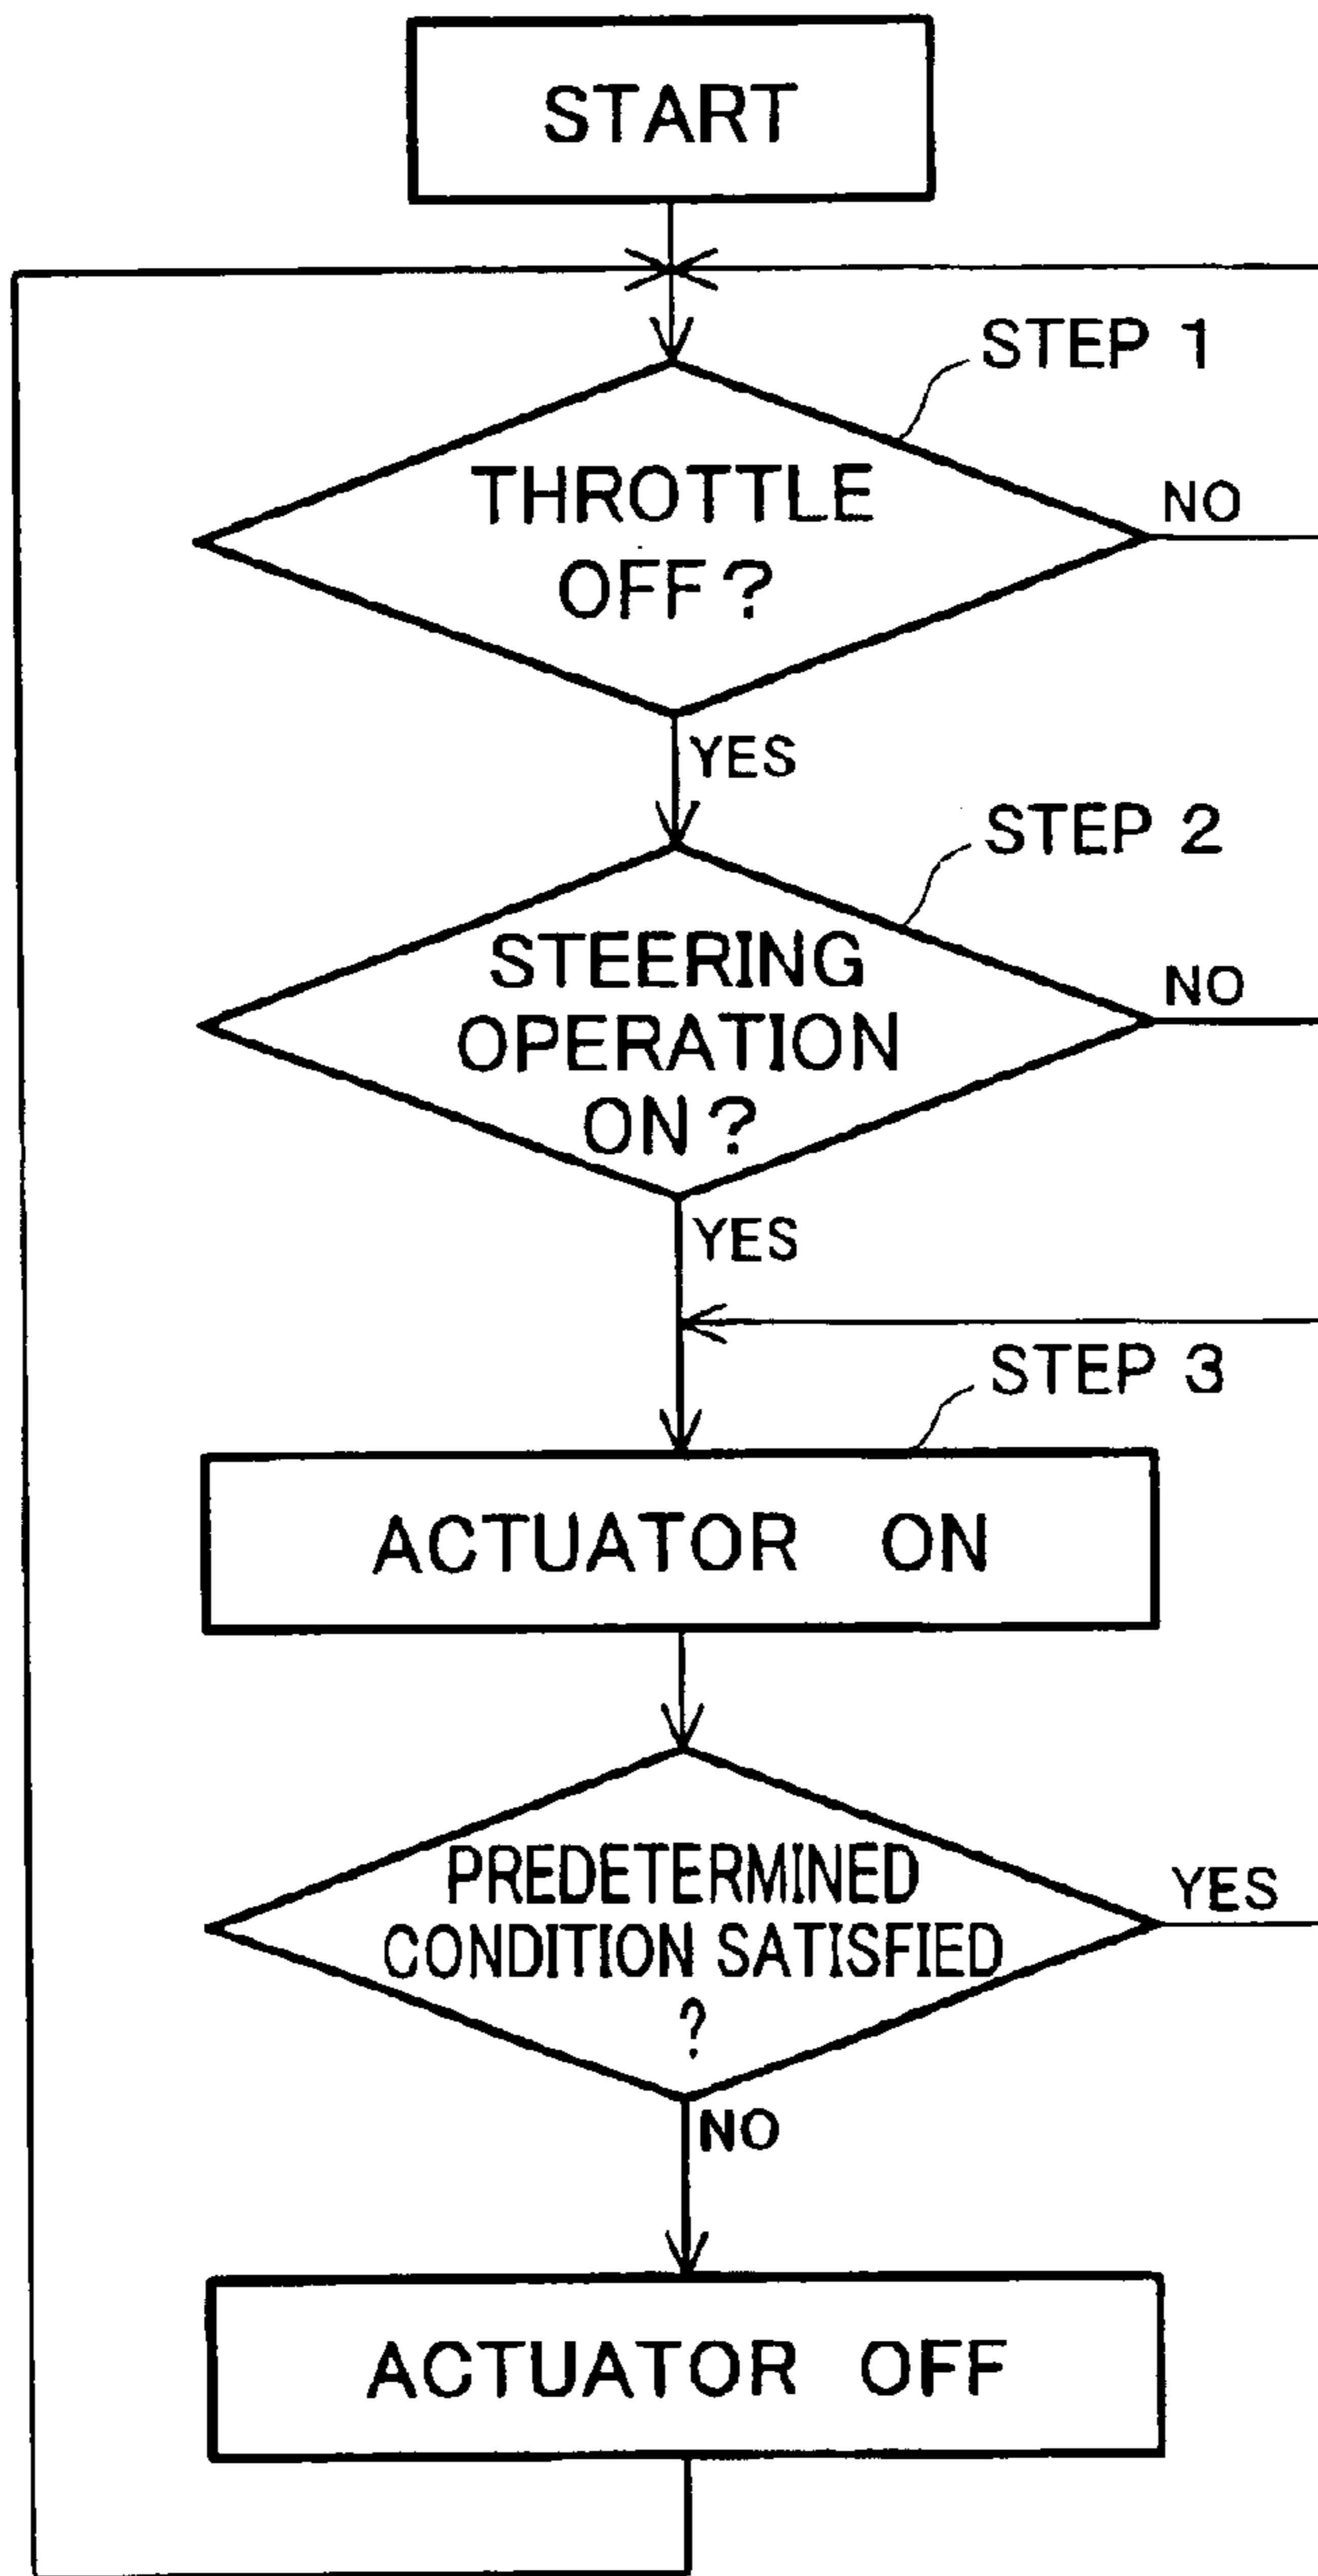 START
STEP 1
THROTTLE
OFF?
NO
YES
STEP 2
STEERING
OPERATION
ON?
NO
YES
STEP 3
ACTUATOR ON
PREDETERMINED
CONDITION SATISFIED
?
YES
NO
ACTUATOR OFF